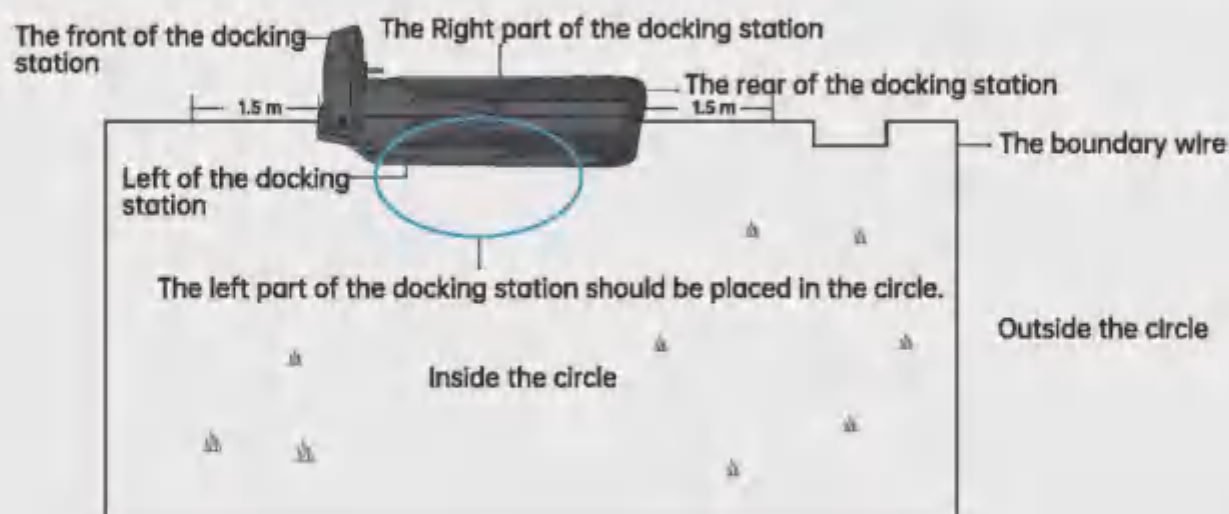 The front of the docking
station
The Right part of the docking station
The rear of the docking station
1.5 m
1.5 m
The boundary wire
Left of the docking
station
The left part of the docking station should be placed in the circle.
Outside the circle
Inside the circle